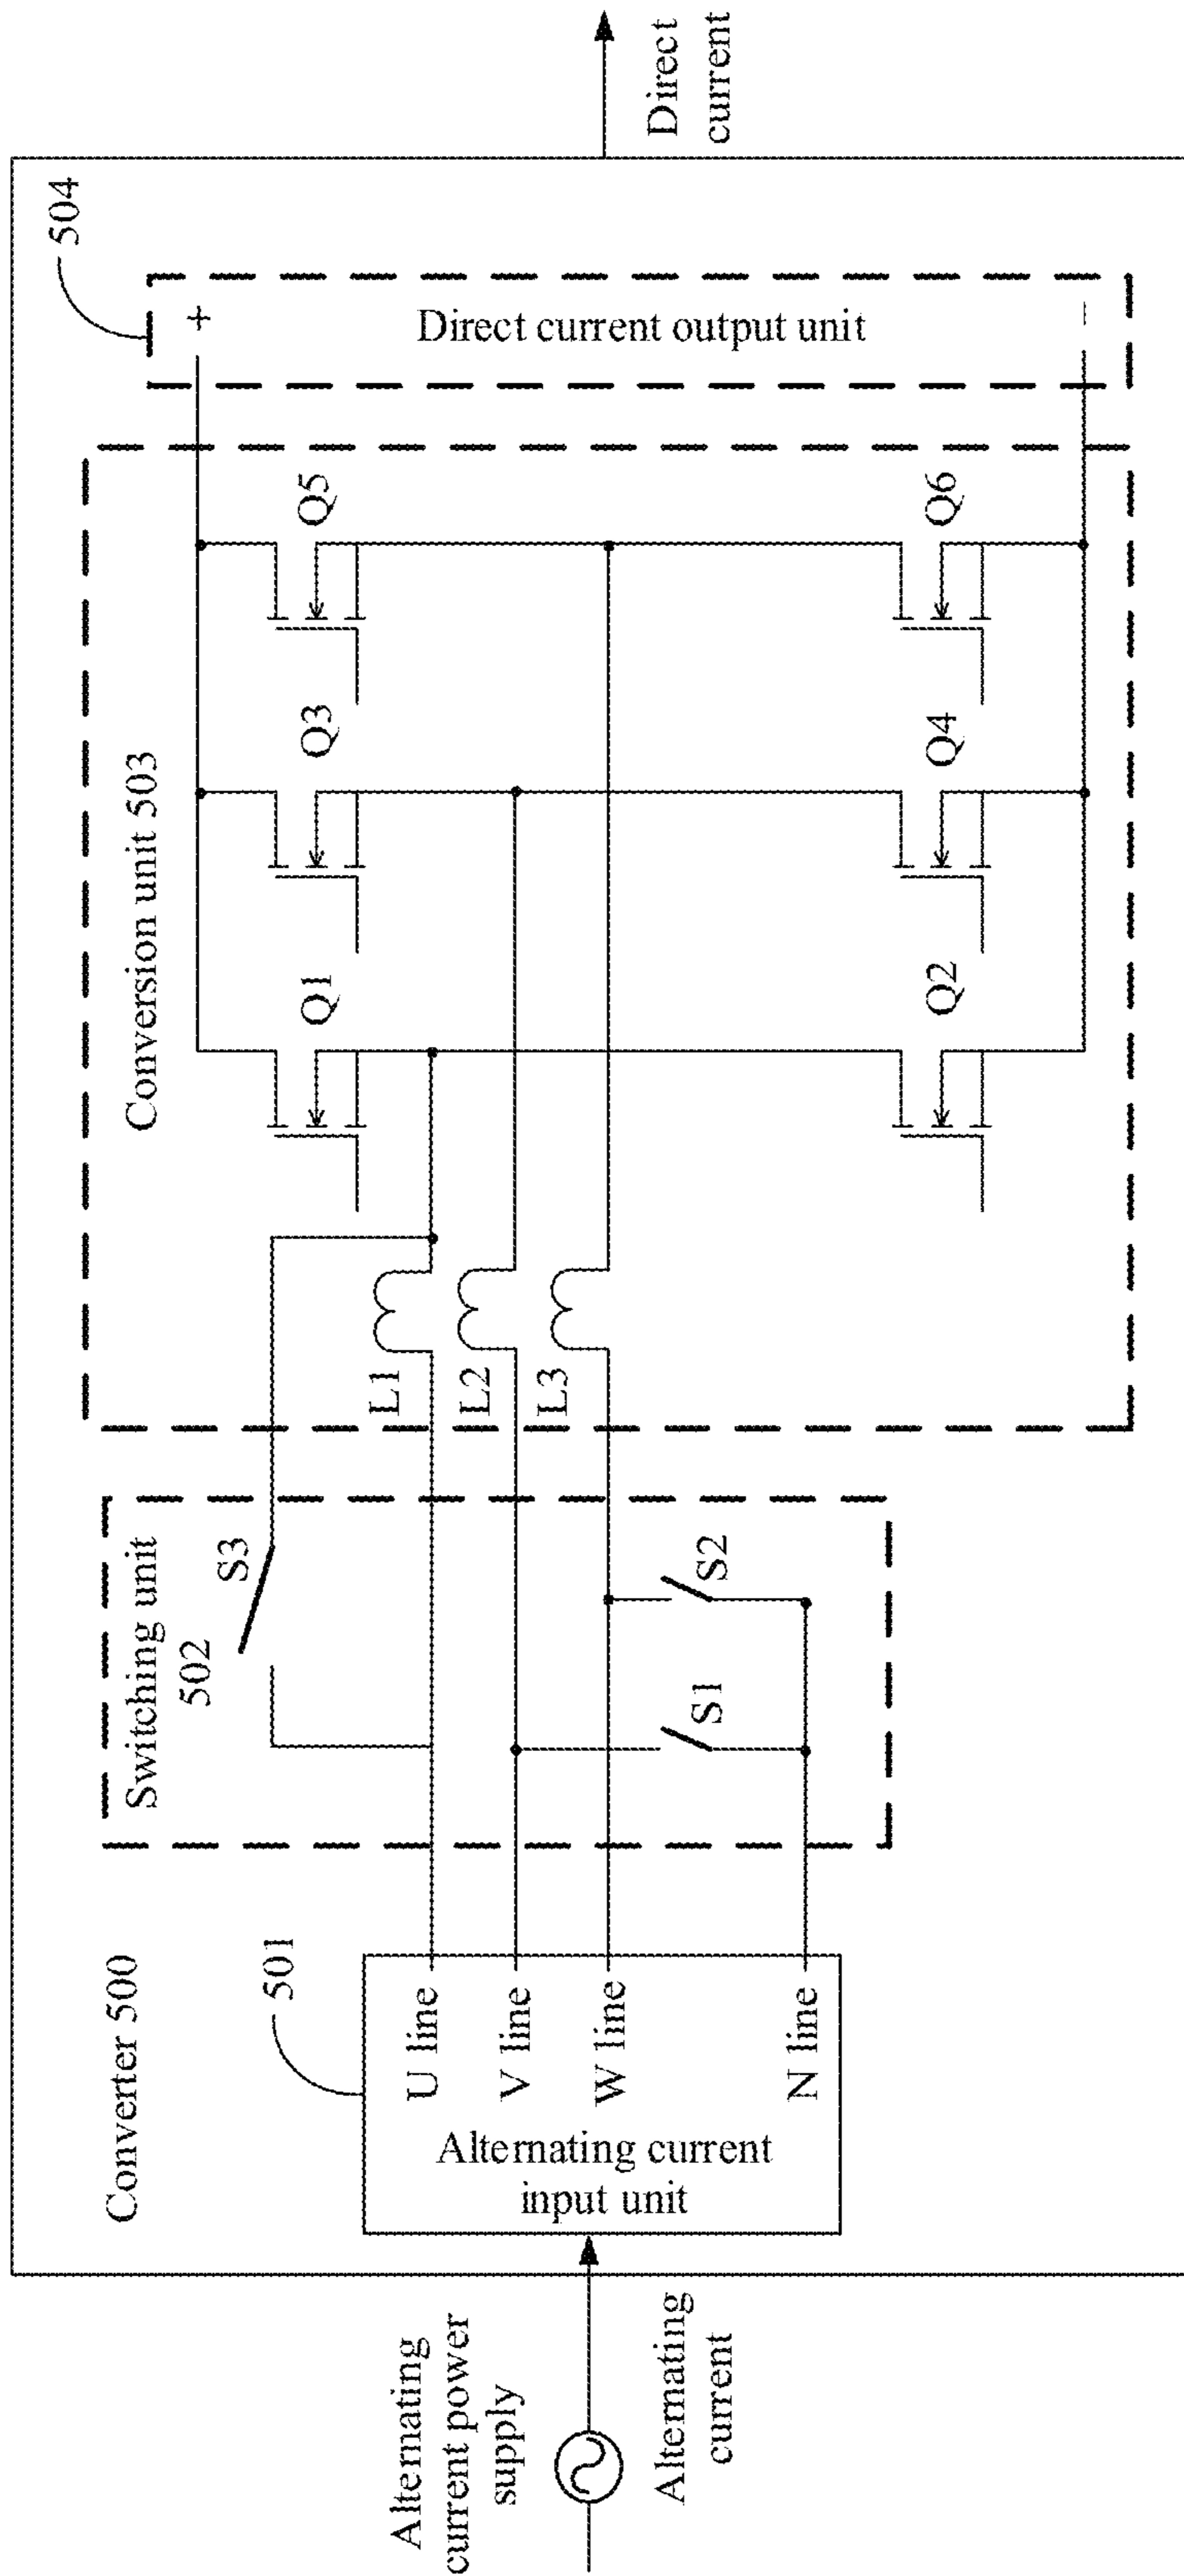 Alternating
current power
supply
Alternating
current
Converter 500
501
U line
V line
W line
N line
Alternating current
input unit
Switching unit
502
S3
S1
S2
Conversion unit 503
L1
L2
L3
Q1
Q3
Q5
Q2
Q4
Q6
504
+
Direct current output unit
−
Direct
current